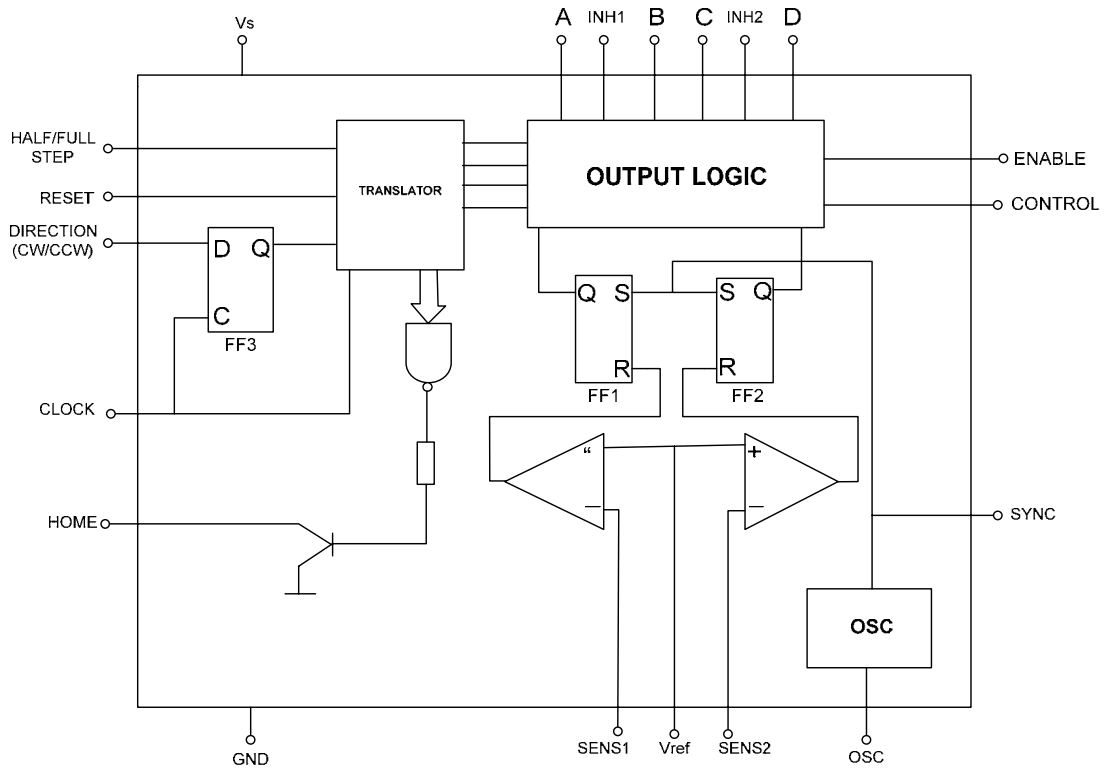 Vs
A INH1 B C INH2 D
HALF/FULL
STEP
RESET
DIRECTION
(CW/CCW)
TRANSLATOR
OUTPUT LOGIC
ENABLE
CONTROL
D Q
C
FF3
Q S
R
FF1
S Q
R
FF2
CLOCK
“
−
+
−
HOME
SYNC
OSC
GND
SENS1
Vref
SENS2
OSC